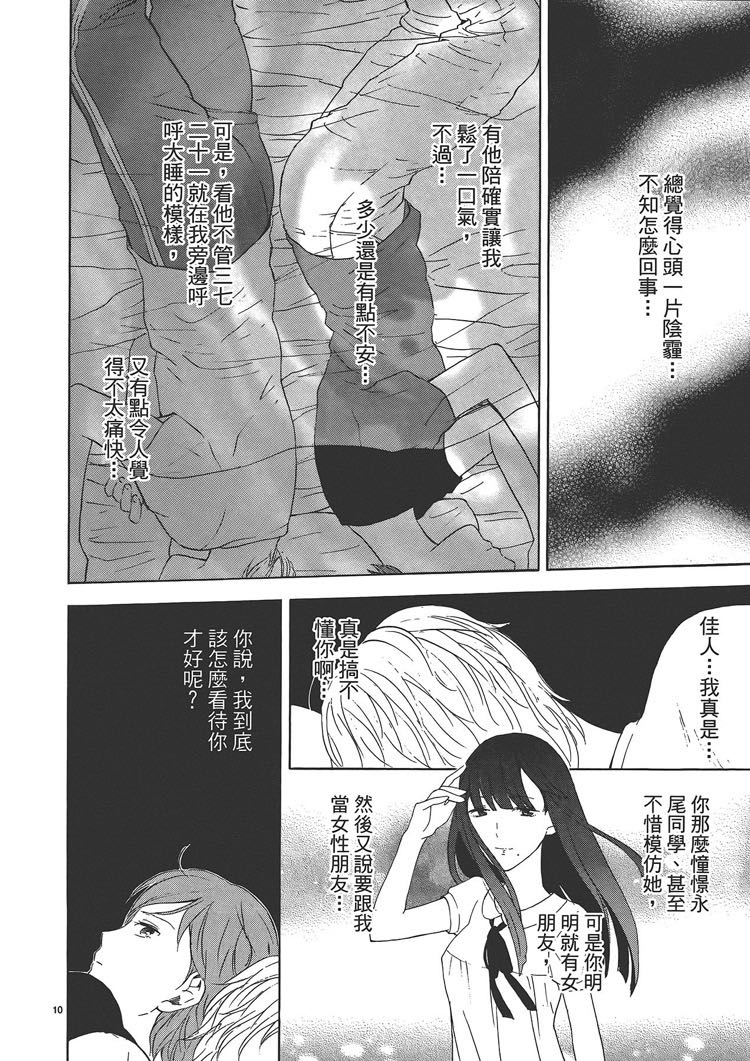 總覺得心頭一片陰霾…
不知怎麼回事…
有他陪確實讓我
鬆了一口氣，
不過…
多少還是有點不安…
可是，看他不管三七
二十一就在我旁邊呼
呼大睡的模樣，
又有點令人覺
得不太痛快…
佳人…我真是…
真是搞不
懂你啊…
你那麼憧憬永
尾同學、甚至
不惜模仿她，
可是你明
明就有女
朋友，
然後又說要跟我
當女性朋友…
你說，我到底
該怎麼看待你
才好呢？
10